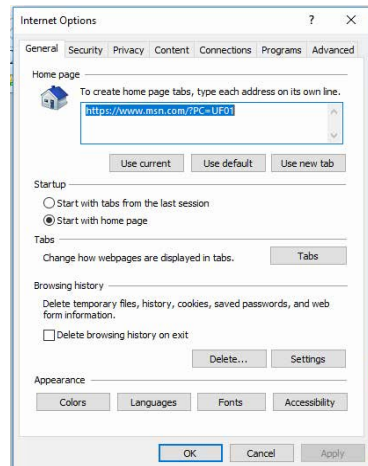 Internet Options ? X
General Security Privacy Content Connections Programs Advanced
Home page
To create home page tabs, type each address on its own line.
https://www.msn.com/?PC=UF01
Use current Use default Use new tab
Startup
Start with tabs from the last session
Start with home page
Tabs
Change how webpages are displayed in tabs. Tabs
Browsing history
Delete temporary files, history, cookies, saved passwords, and web
form information.
Delete browsing history on exit
Delete... Settings
Appearance
Colors Languages Fonts Accessibility
OK Cancel Apply